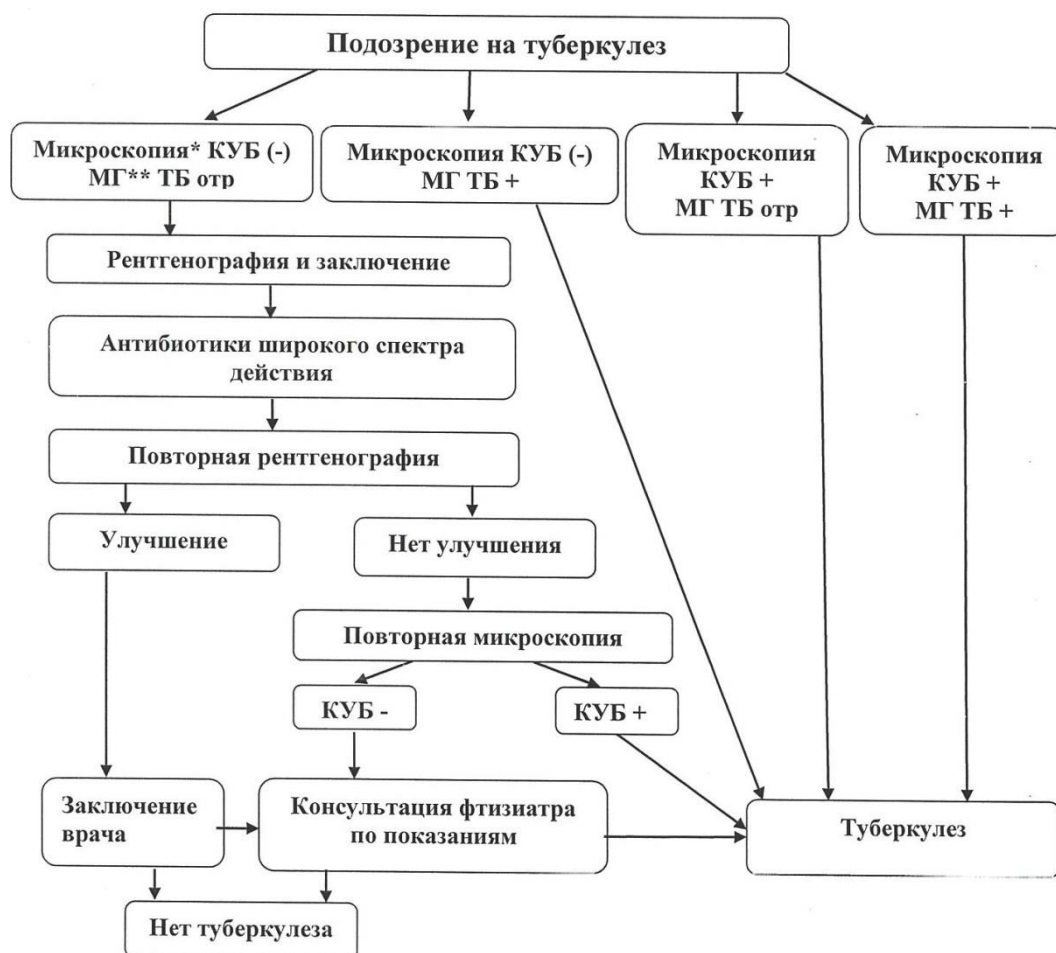 Подозрение на туберкулез
Микроскопия* КУБ (-)
МГ** ТБ отр
Микроскопия КУБ (-)
МГ ТБ +
Микроскопия
КУБ +
МГ ТБ отр
Микроскопия
КУБ +
МГ ТБ +
Рентгенография и заключение
Антибиотики широкого спектра
действия
Повторная рентгенография
Улучшение
Нет улучшения
Повторная микроскопия
КУБ -
КУБ +
Заключение
врача
Консультация фтизиатра
по показаниям
Туберкулез
Нет туберкулеза